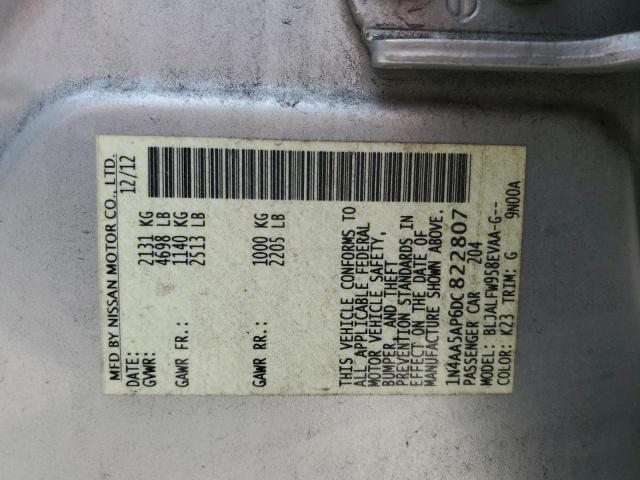 MFD BY NISSAN MOTOR CO., LTD.
DATE: 12/12
GVWR: 2131 KG
4698 LB
GAWR FR: 1140 KG
2513 LB
GAWR RR: 1000 KG
2205 LB
THIS VEHICLE CONFORMS TO
ALL APPLICABLE FEDERAL
MOTOR VEHICLE SAFETY,
BUMPER, AND THEFT
PREVENTION STANDARDS IN
EFFECT ON THE DATE OF
MANUFACTURE SHOWN ABOVE.
1N4AA5AP6DC822807
PASSENGER CAR 204
MODEL: BLJALFW958EVAA-G--
COLOR: K23 TRIM: G 9N00A